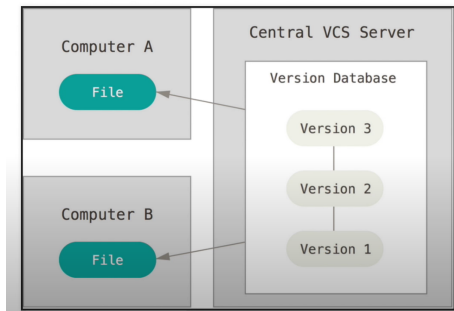 Computer A
File
Computer B
File
Central VCS Server
Version Database
Version 3
Version 2
Version 1